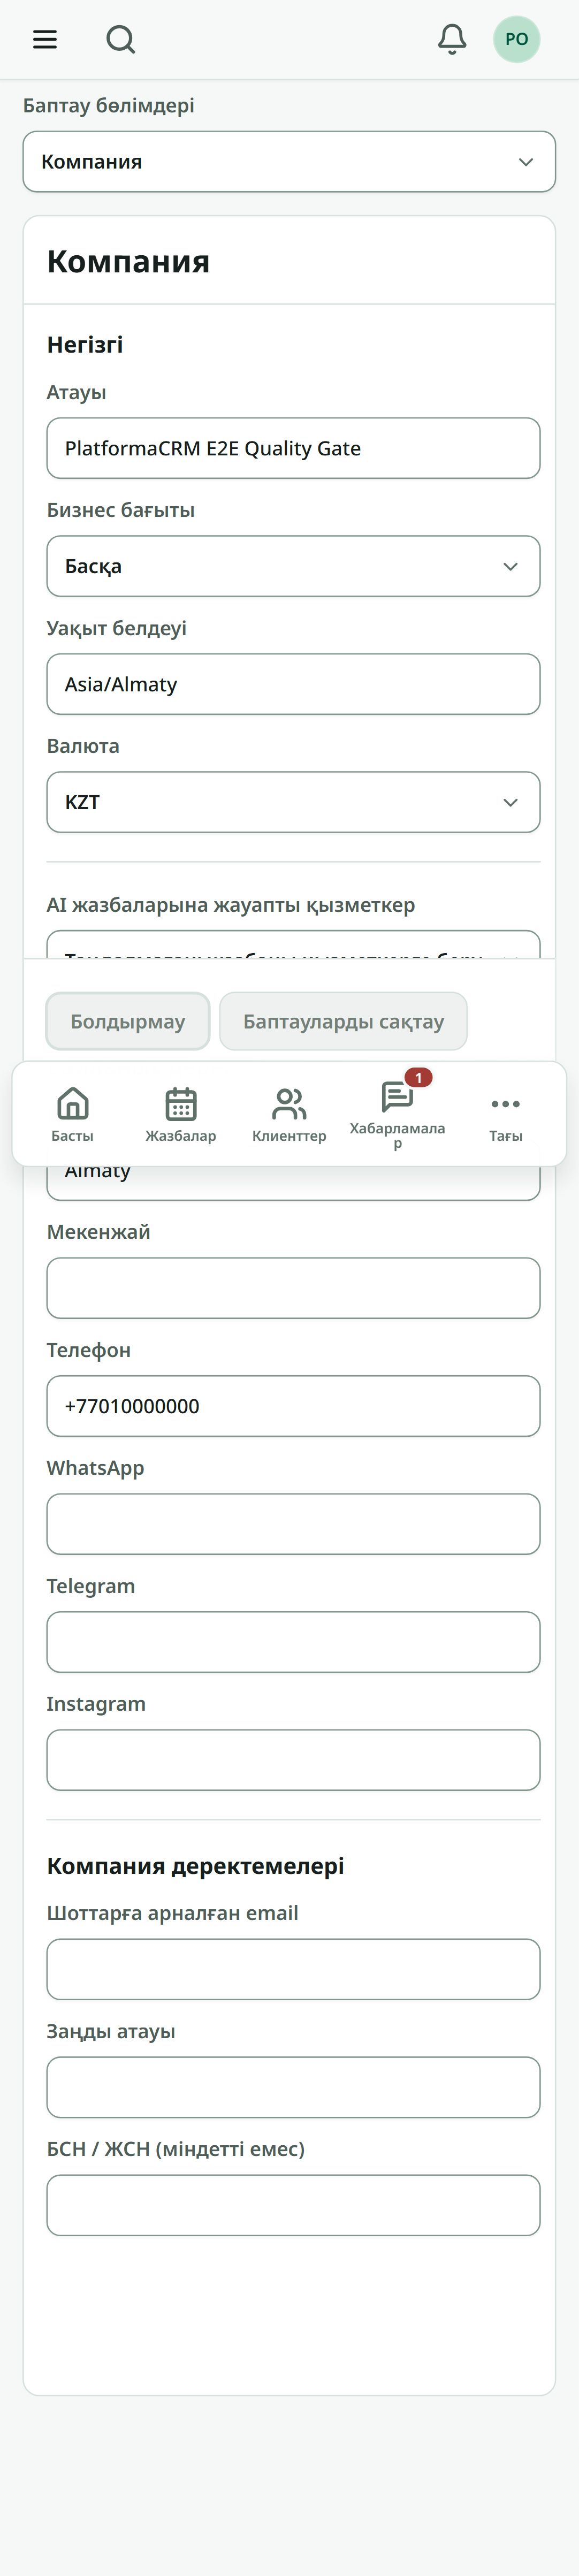 PO
Баптау бөлімдері
Компания
Компания
Негізгі
Атауы
PlatformaCRM E2E Quality Gate
Бизнес бағыты
Басқа
Уақыт белдеуі
Asia/Almaty
Валюта
KZT
AI жазбаларына жауапты қызметкер
Болдырмау
Баптауларды сақтау
1
Басты
Жазбалар
Клиенттер
Хабарламала
р
Тағы
Almaty
Мекенжай
Телефон
+77010000000
WhatsApp
Telegram
Instagram
Компания деректемелері
Шоттарға арналған email
Заңды атауы
БСН / ЖСН (міндетті емес)